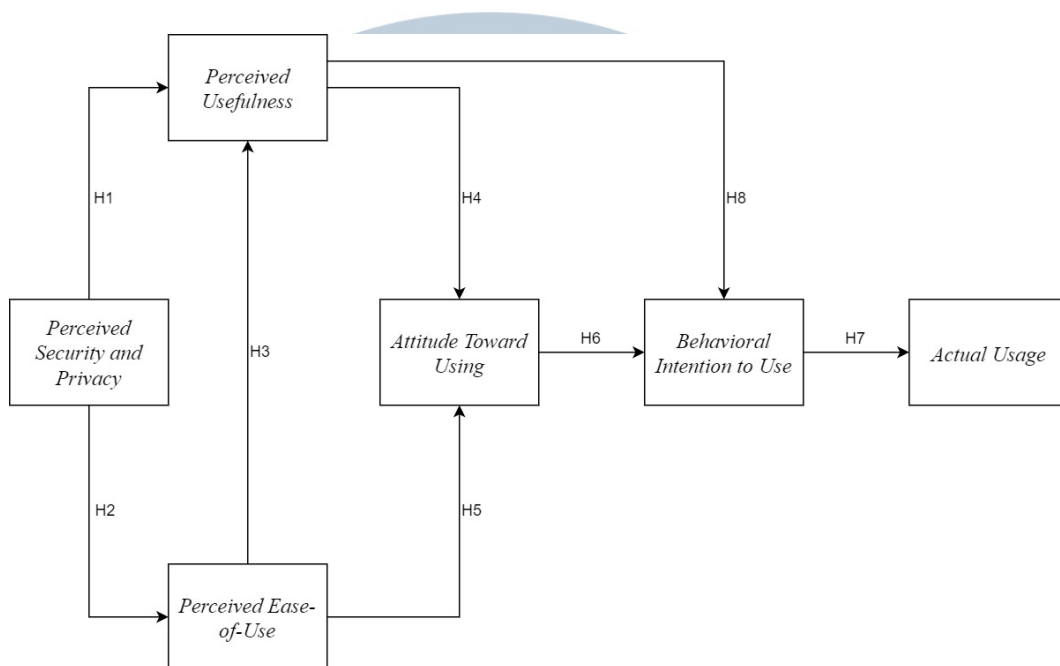 Perceived
Usefulness
H1
H4
H8
Perceived
Security and
Privacy
H3
Attitude Toward
Using
H6
Behavioral
Intention to Use
H7
Actual Usage
H2
H5
Perceived Ease-
of-Use